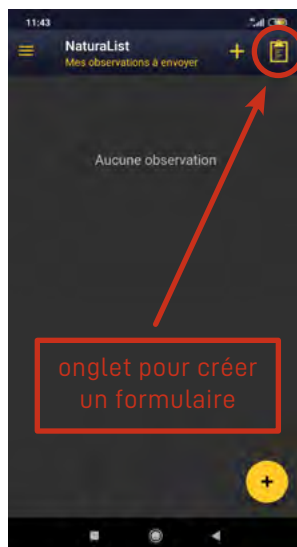 11:43
NaturaList
Mes observations à envoyer
Aucune observation
onglet pour créer
un formulaire